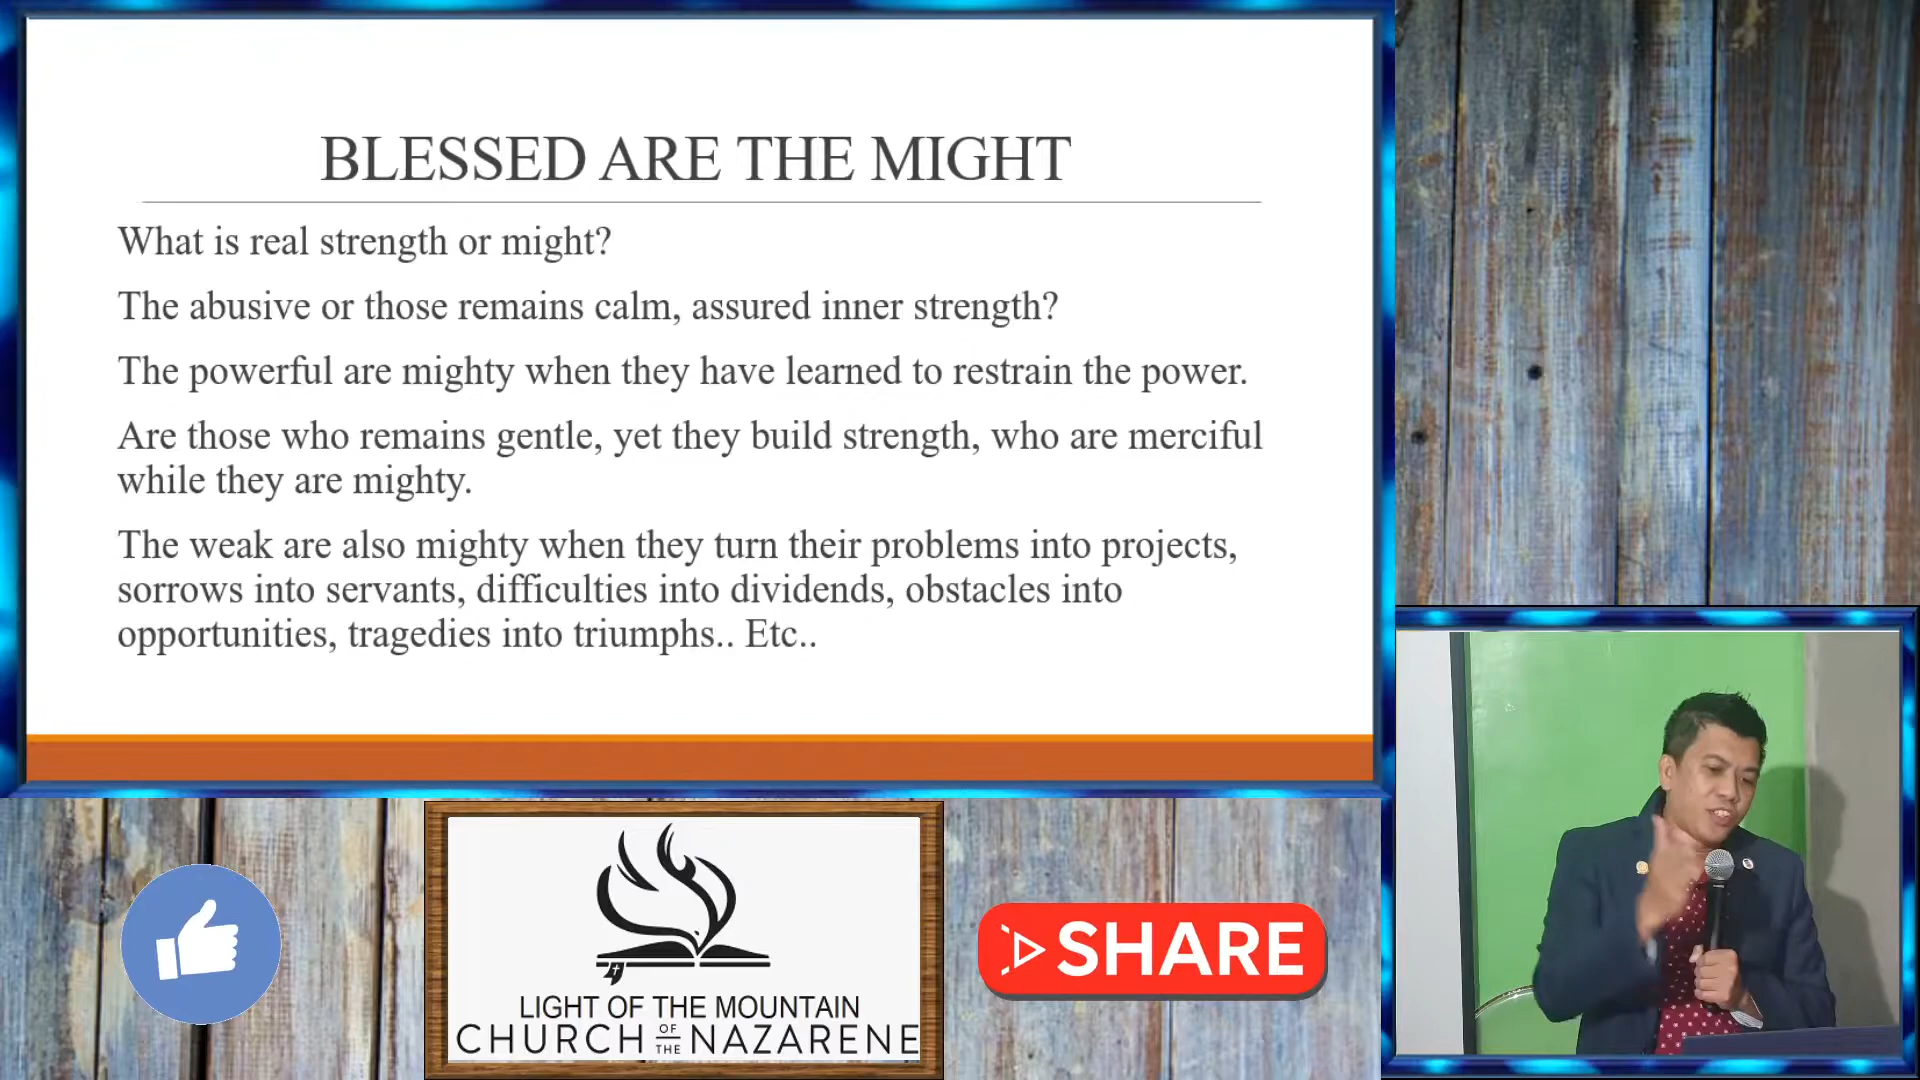 BLESSED ARE THE MIGHT
What is real strength or might?
The abusive or those remains calm, assured inner strength?
The powerful are mighty when they have learned to restrain the power.
Are those who remains gentle, yet they build strength, who are merciful
while they are mighty.
The weak are also mighty when they turn their problems into projects,
sorrows into servants, difficulties into dividends, obstacles into
opportunities, tragedies into triumphs.. Etc..
LIGHT OF THE MOUNTAIN
CHURCH OF THE NAZARENE
SHARE